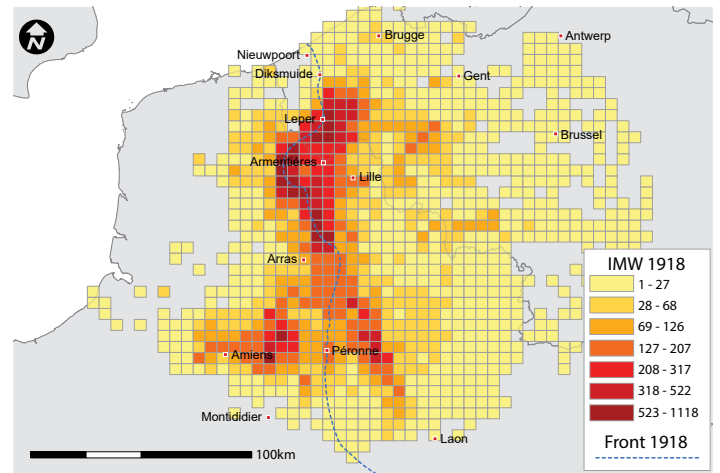 N
Brugge
Antwerp
Nieuwpoort
Diksmuide
Gent
Leper
Brussel
Armentières
Lille
Arras
Amiens
Péronne
Montididier
Laon
100km
IMW 1918
1 - 27
28 - 68
69 - 126
127 - 207
208 - 317
318 - 522
523 - 1118
Front 1918